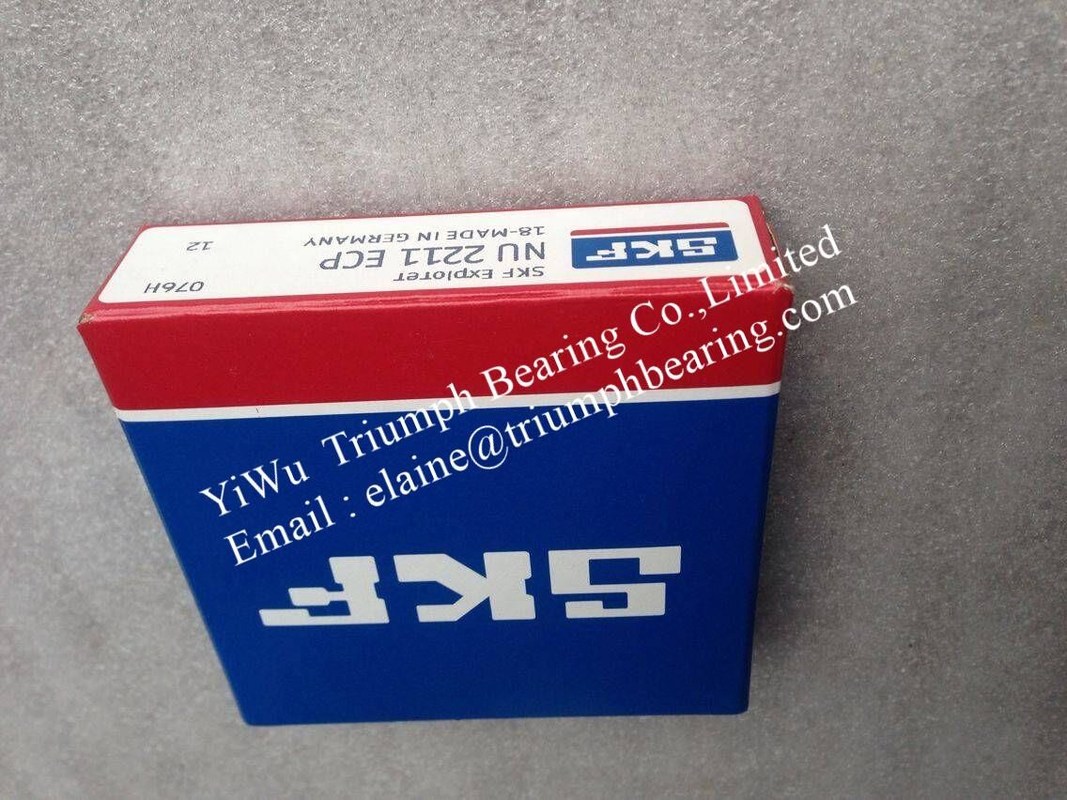 SKF
SKF Explorer
NU 2211 ECP
18-MADE IN GERMANY
076H
12
SKF
YiWu Triumph Bearing Co.,Limited
Email : elaine@triumphbearing.com